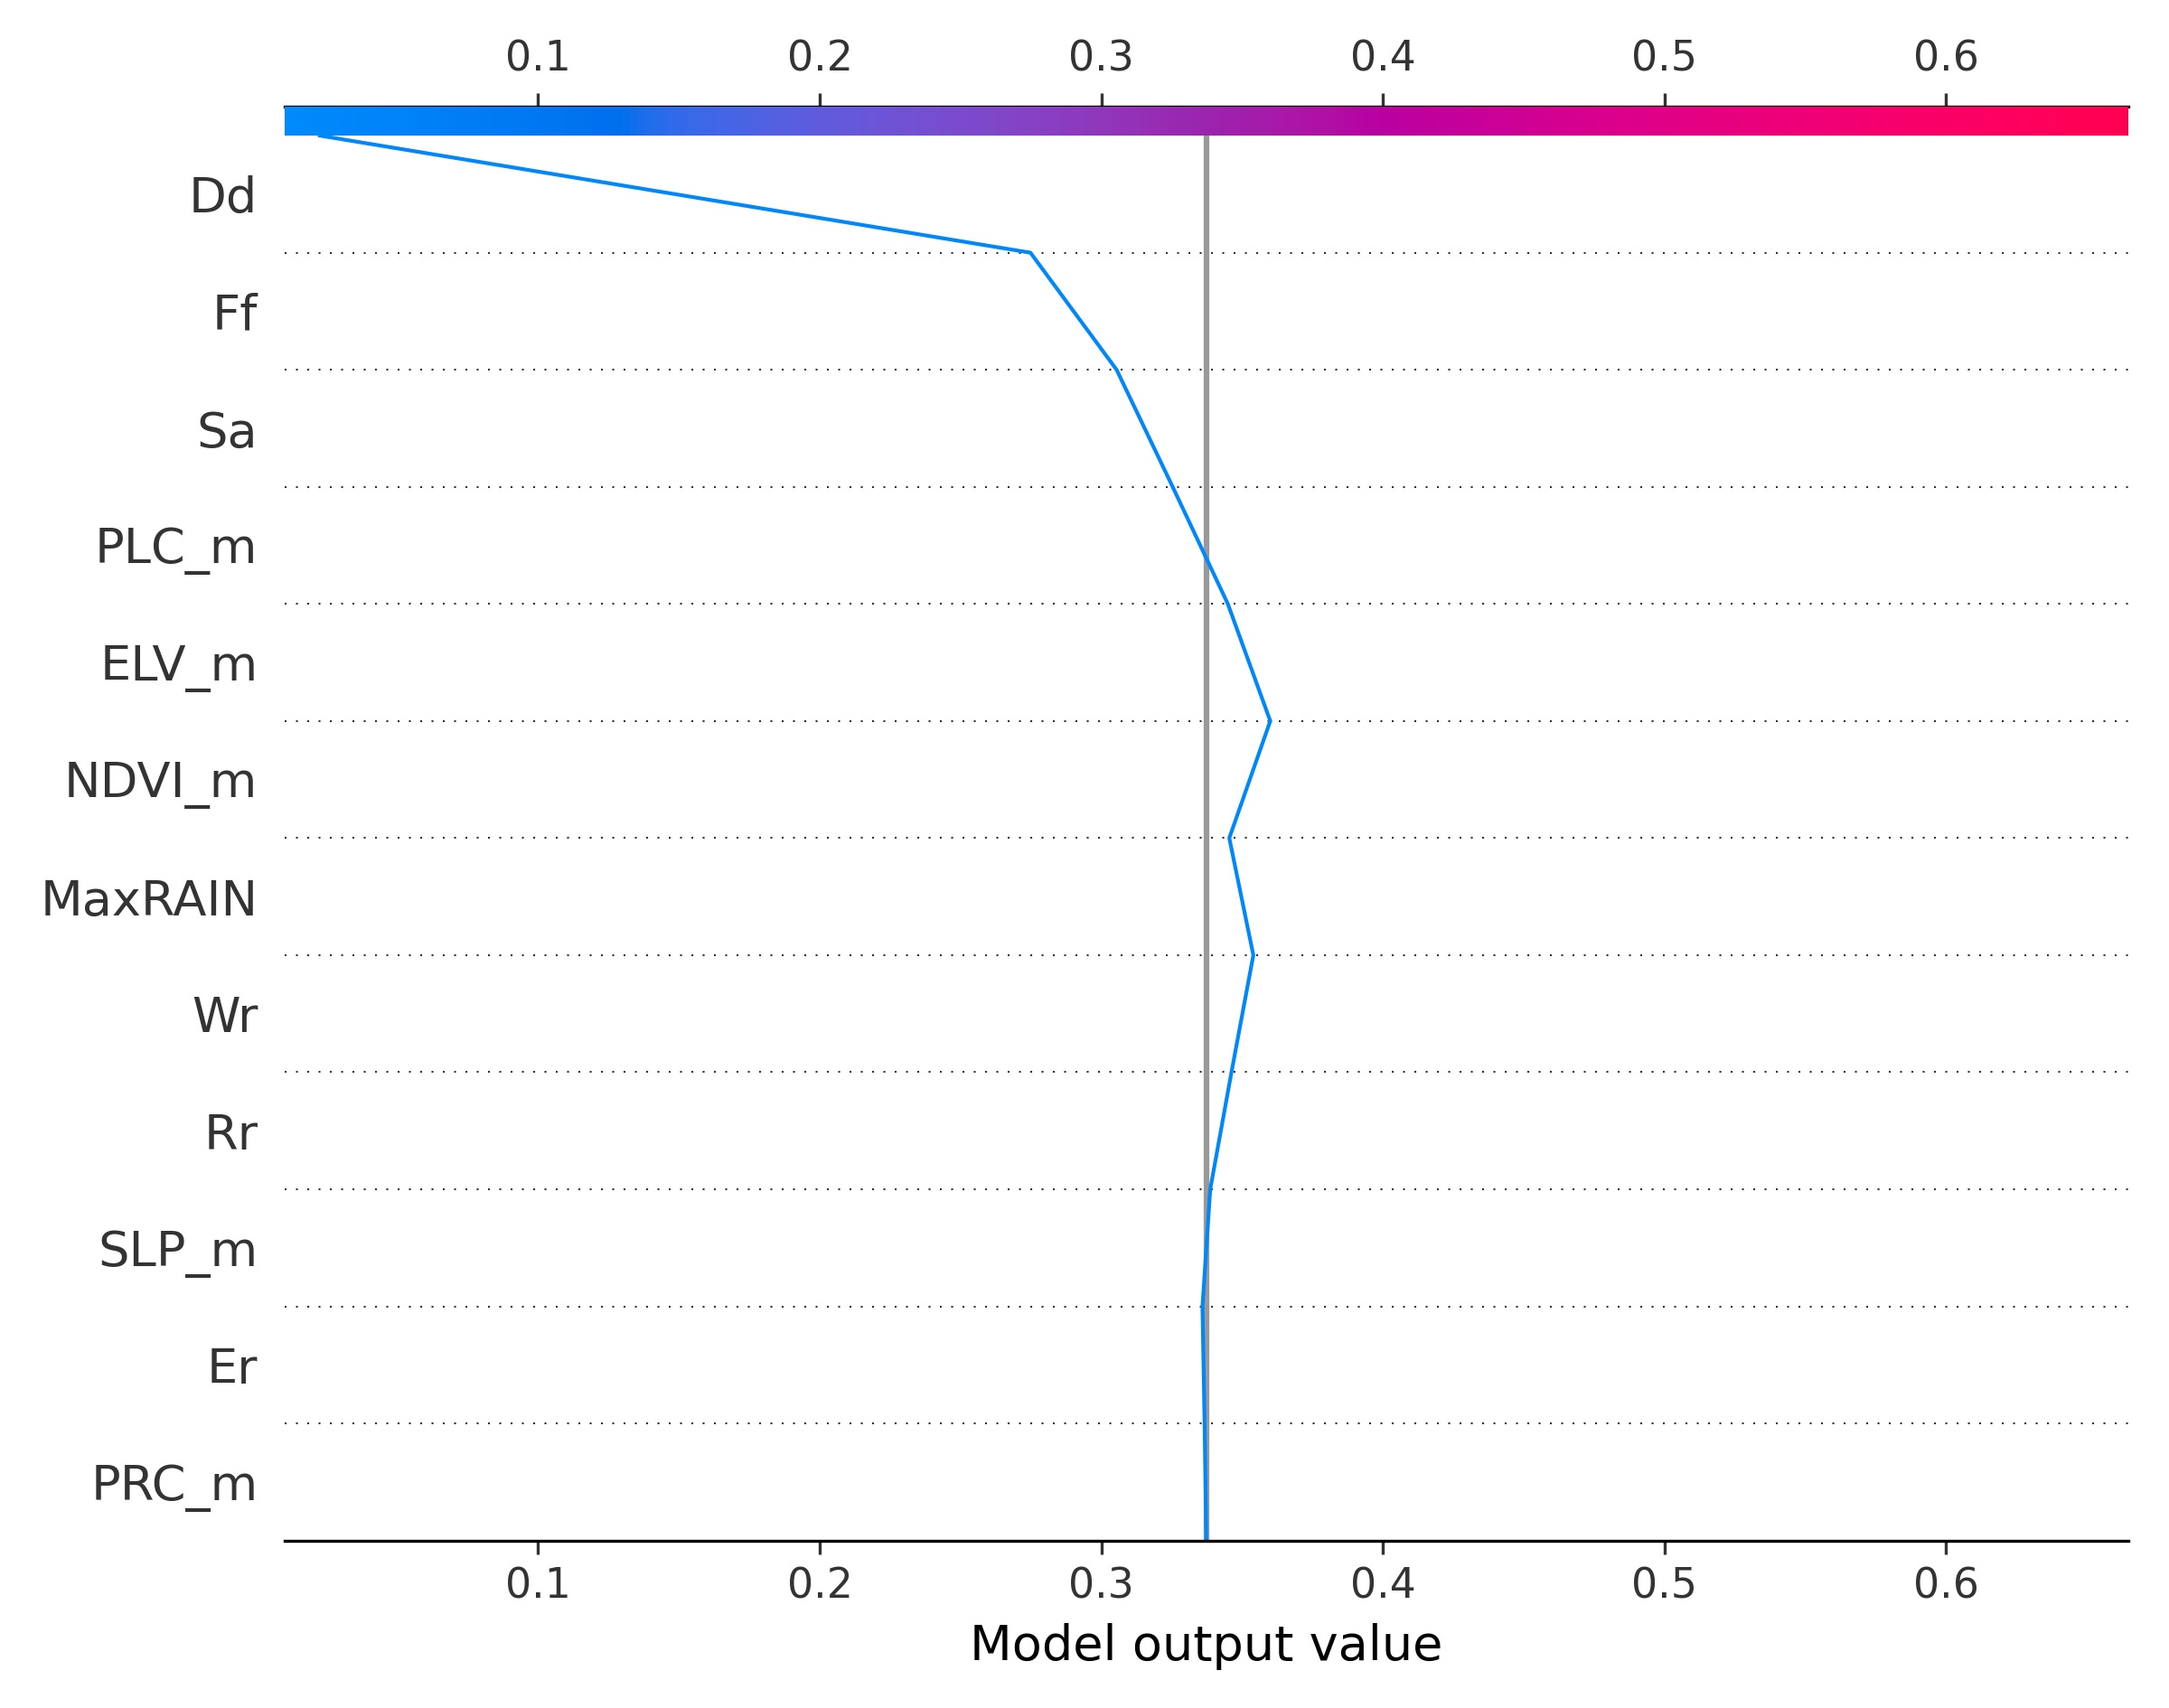 0.1 0.2 0.3 0.4 0.5 0.6
Dd
Ff
Sa
PLC_m
ELV_m
NDVI_m
MaxRAIN
Wr
Rr
SLP_m
Er
PRC_m
0.1 0.2 0.3 0.4 0.5 0.6
Model output value